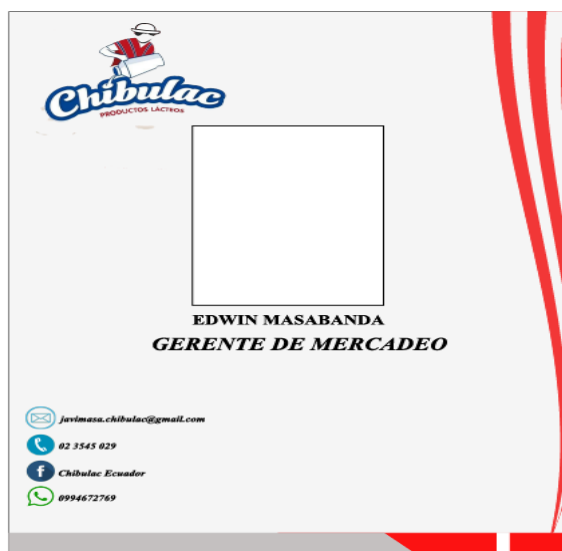 Chibulac
PRODUCTOS LÁCTEOS
EDWIN MASABANDA
GERENTE DE MERCADEO
javimasa.chibulac@gmail.com
02 3545 029
f
Chibulac Ecuador
0994672769